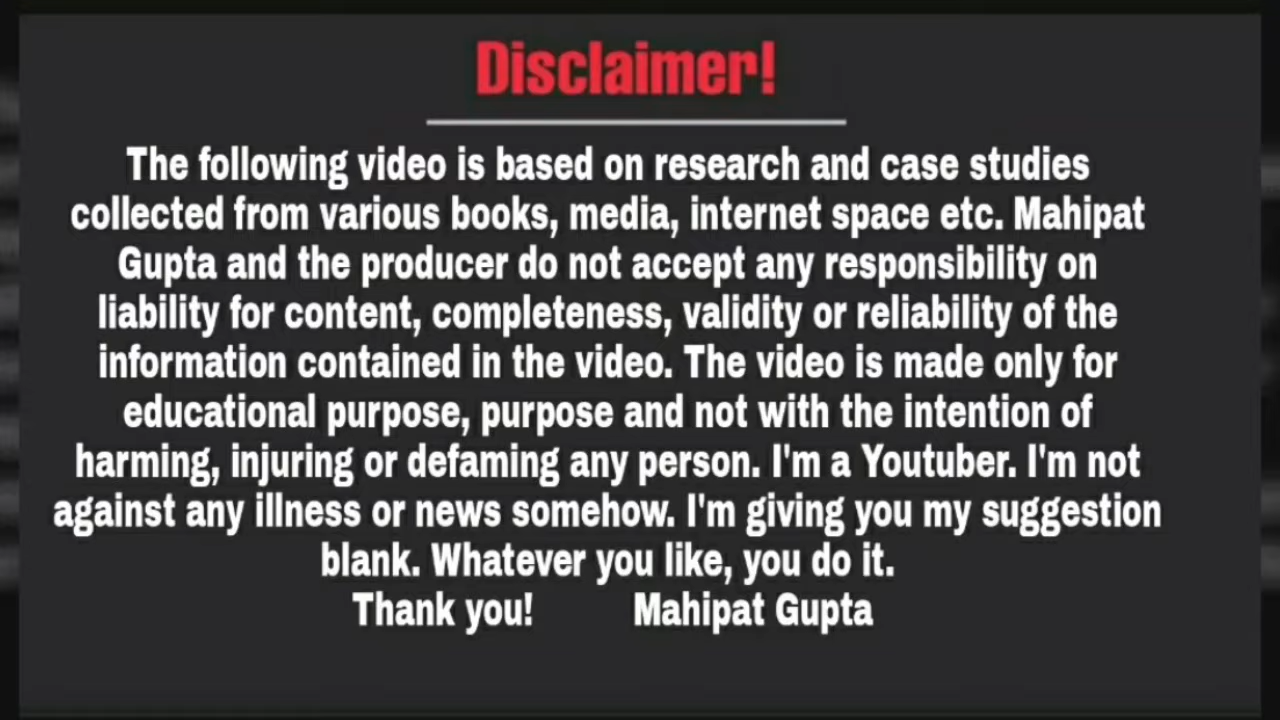 Disclaimer!
The following video is based on research and case studies
collected from various books, media, internet space etc. Mahipat
Gupta and the producer do not accept any responsibility on
liability for content, completeness, validity or reliability of the
information contained in the video. The video is made only for
educational purpose, purpose and not with the intention of
harming, injuring or defaming any person. I'm a Youtuber. I'm not
against any illness or news somehow. I'm giving you my suggestion
blank. Whatever you like, you do it.
Thank you! Mahipat Gupta